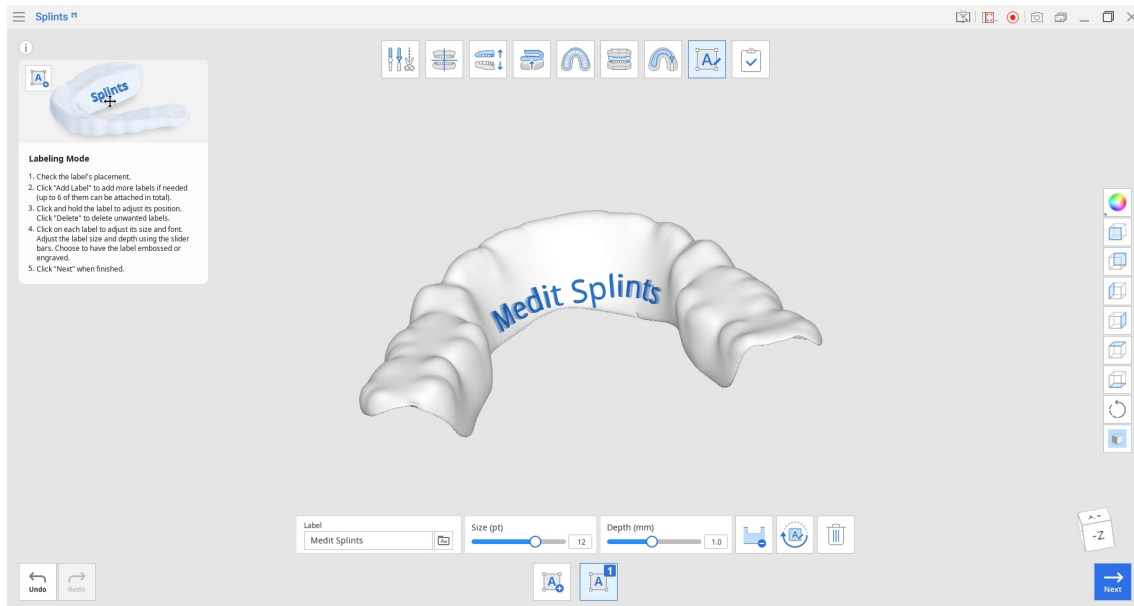 Splints
Splints
Labeling Mode
1. Check the label's placement.
2. Click "Add Label" to add more labels if needed
(up to 6 of them can be attached in total).
3. Click and hold the label to adjust its position.
Click "Delete" to delete unwanted labels.
4. Click on each label to adjust its size and font.
Adjust the label size and depth using the slider
bars. Choose to have the label embossed or
engraved.
5. Click "Next" when finished.
Medit Splints
Label
Medit Splints
Size (pt)
12
Depth (mm)
1.0
-Z
Undo
Redo
1
Next